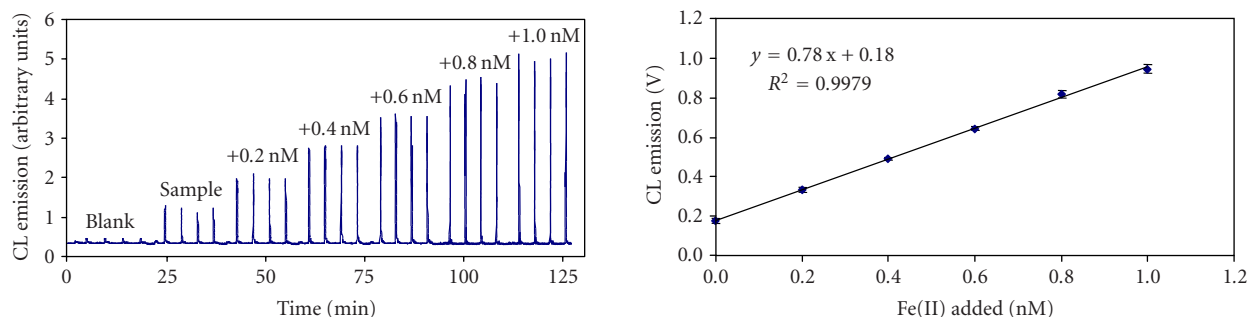 CL emission (arbitrary units)
6
5
4
3
2
1
0
Blank
Sample
+0.2 nM
+0.4 nM
+0.6 nM
+0.8 nM
+1.0 nM
0 25 50 75 100 125
Time (min)
CL emission (V)
1.2
1.0
0.8
0.6
0.4
0.2
0.0
y = 0.78 x + 0.18
R² = 0.9979
0.0 0.2 0.4 0.6 0.8 1.0 1.2
Fe(II) added (nM)